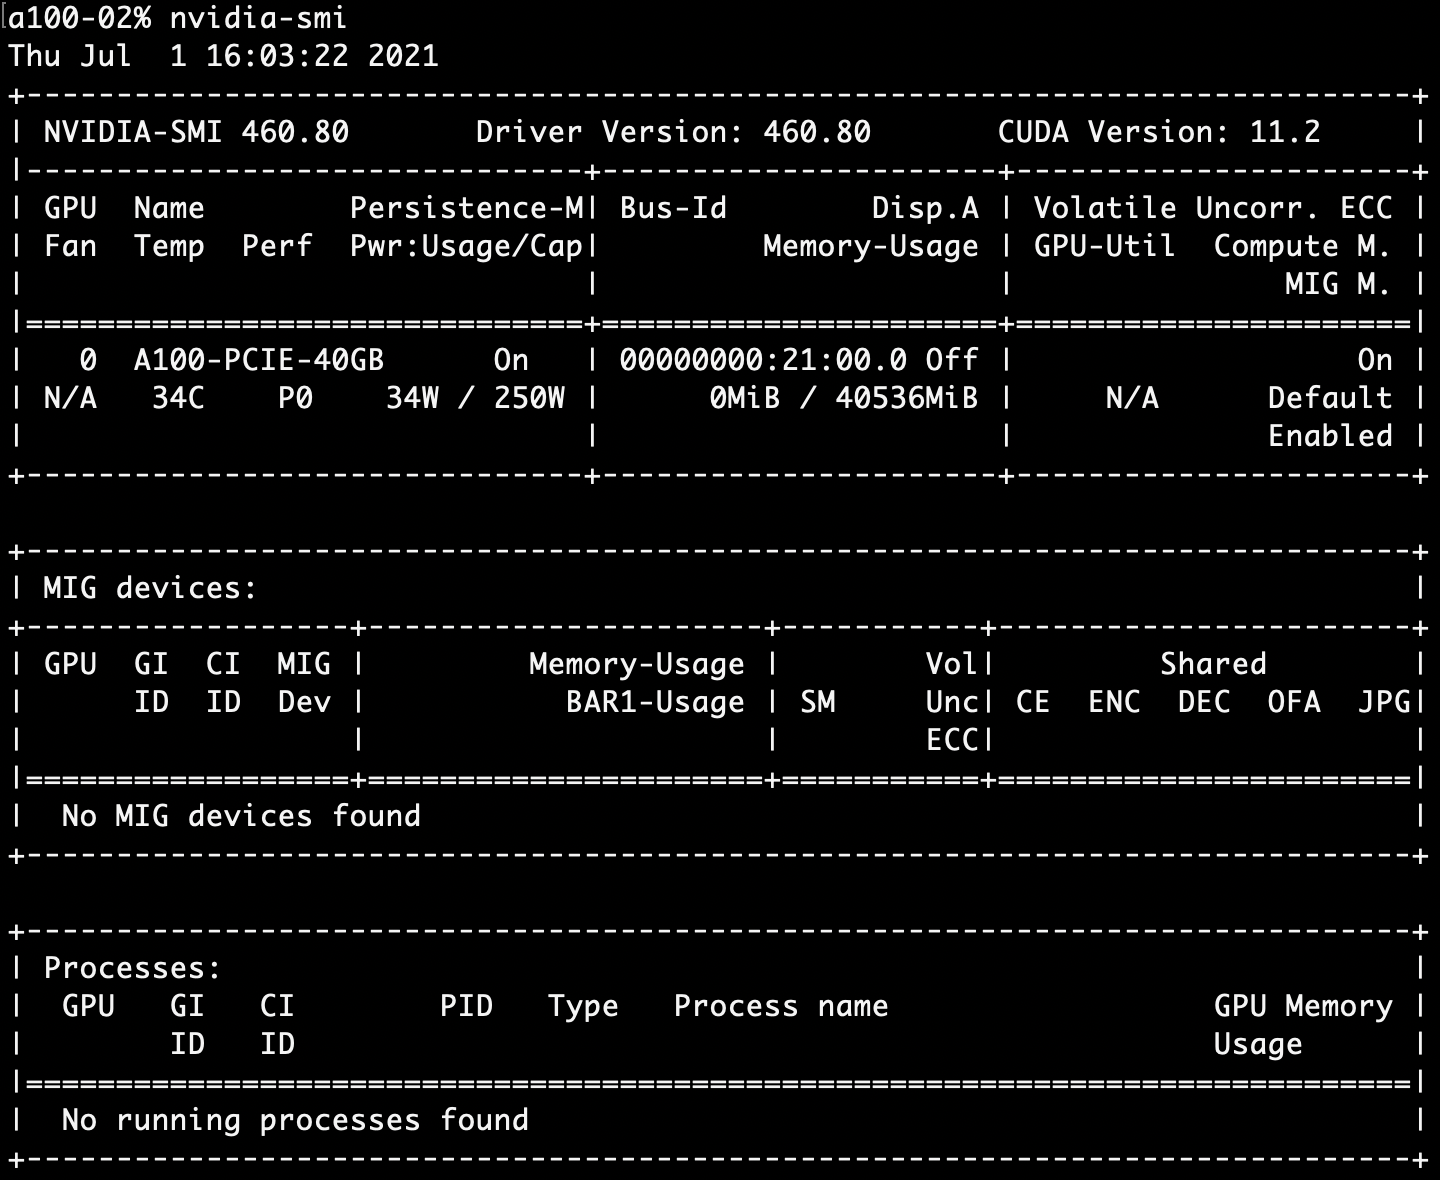 a100-02% nvidia-smi
Thu Jul  1 16:03:22 2021
+-----------------------------------------------------------------------------+
| NVIDIA-SMI 460.80       Driver Version: 460.80       CUDA Version: 11.2     |
|-------------------------------+----------------------+----------------------+
| GPU  Name        Persistence-M| Bus-Id        Disp.A | Volatile Uncorr. ECC |
| Fan  Temp  Perf  Pwr:Usage/Cap|         Memory-Usage | GPU-Util  Compute M. |
|                               |                      |               MIG M. |
|===============================+======================+======================|
|   0  A100-PCIE-40GB      On   | 00000000:21:00.0 Off |                   On |
| N/A   34C    P0    34W / 250W |      0MiB / 40536MiB |     N/A      Default |
|                               |                      |              Enabled |
+-------------------------------+----------------------+----------------------+

+-----------------------------------------------------------------------------+
| MIG devices:                                                                |
+------------------+----------------------+-----------+-----------------------+
| GPU  GI  CI  MIG |         Memory-Usage |        Vol|         Shared        |
|      ID  ID  Dev |           BAR1-Usage | SM     Unc| CE  ENC  DEC  OFA  JPG|
|                  |                      |        ECC|                       |
|==================+======================+===========+=======================|
|  No MIG devices found                                                       |
+-----------------------------------------------------------------------------+

+-----------------------------------------------------------------------------+
| Processes:                                                                  |
|  GPU   GI   CI        PID   Type   Process name                  GPU Memory |
|        ID   ID                                                   Usage      |
|=============================================================================|
|  No running processes found                                                 |
+-----------------------------------------------------------------------------+